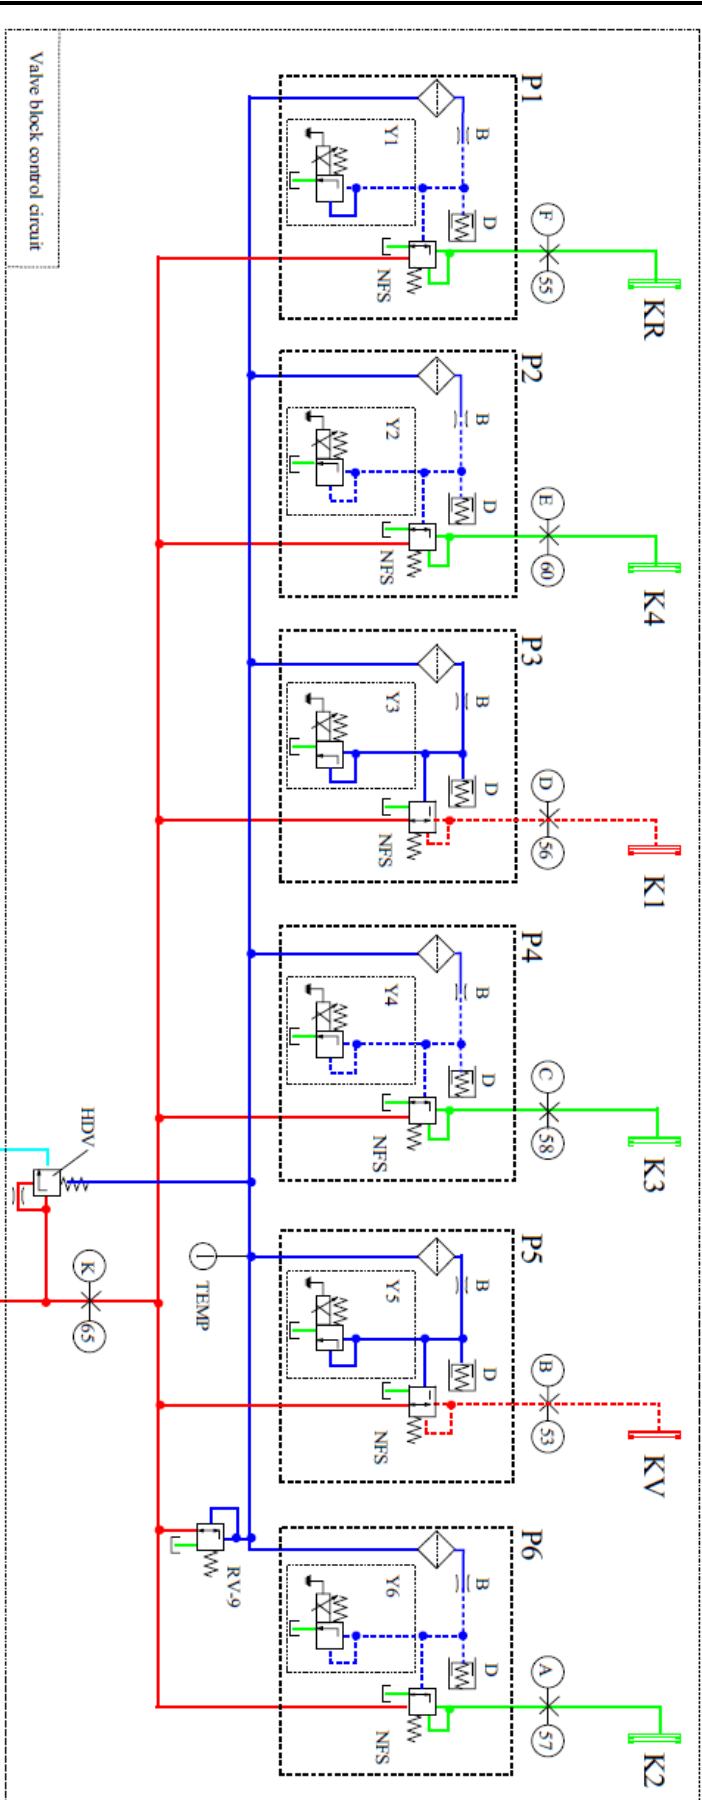 Valve block control circuit
P1
B
Y1
D
NFS
F
55
KR
P2
B
Y2
D
NFS
E
60
K4
P3
B
Y3
D
NFS
D
56
K1
P4
B
Y4
D
NFS
C
58
K3
HDV
K
65
TEMP
P5
B
Y5
D
NFS
B
53
KV
RV-9
P6
B
Y6
D
NFS
A
57
K2